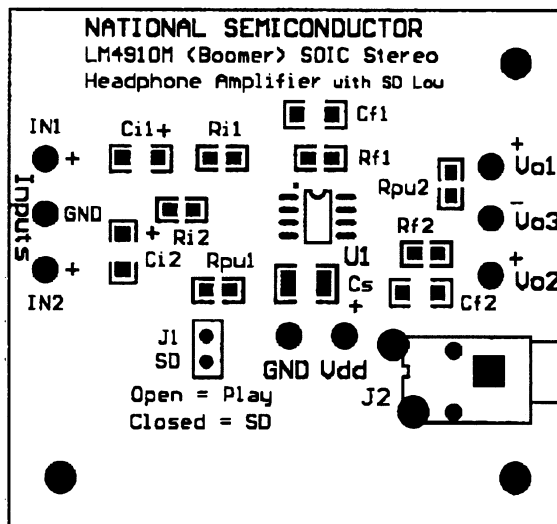 NATIONAL SEMICONDUCTOR
LM4910M (Boomer) SOIC Stereo
Headphone Amplifier with SD Low
Cf1
IN1
Ci1+
Ri1
Rf1
+
+
Vo1
Rpu2
Inputs
GND
Ri2
-
Vo3
+
Ci2
U1
Rf2
+
Vo2
+
IN2
Rpu1
Cs
+
Cf2
J1
SD
GND Vdd
J2
Open = Play
Closed = SD